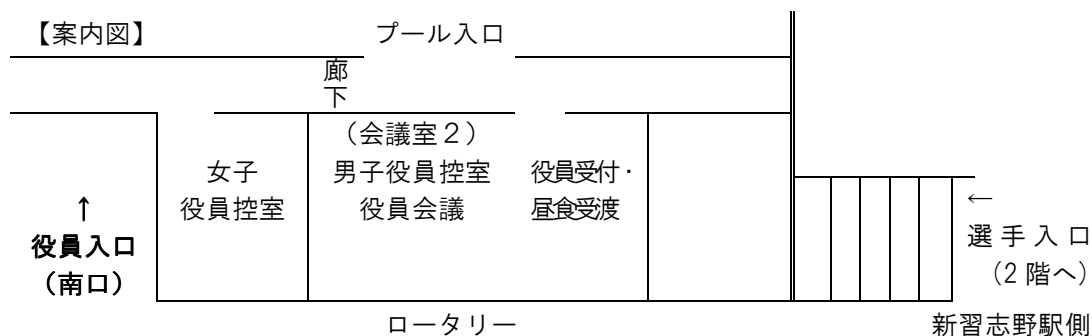 【案内図】
プール入口
廊下
（会議室２）
女子
役員控室
男子役員控室
役員会議
役員受付・
昼食受渡
↑
役員入口
（南口）
←
選手入口
（2 階へ）
ロータリー
新習志野駅側